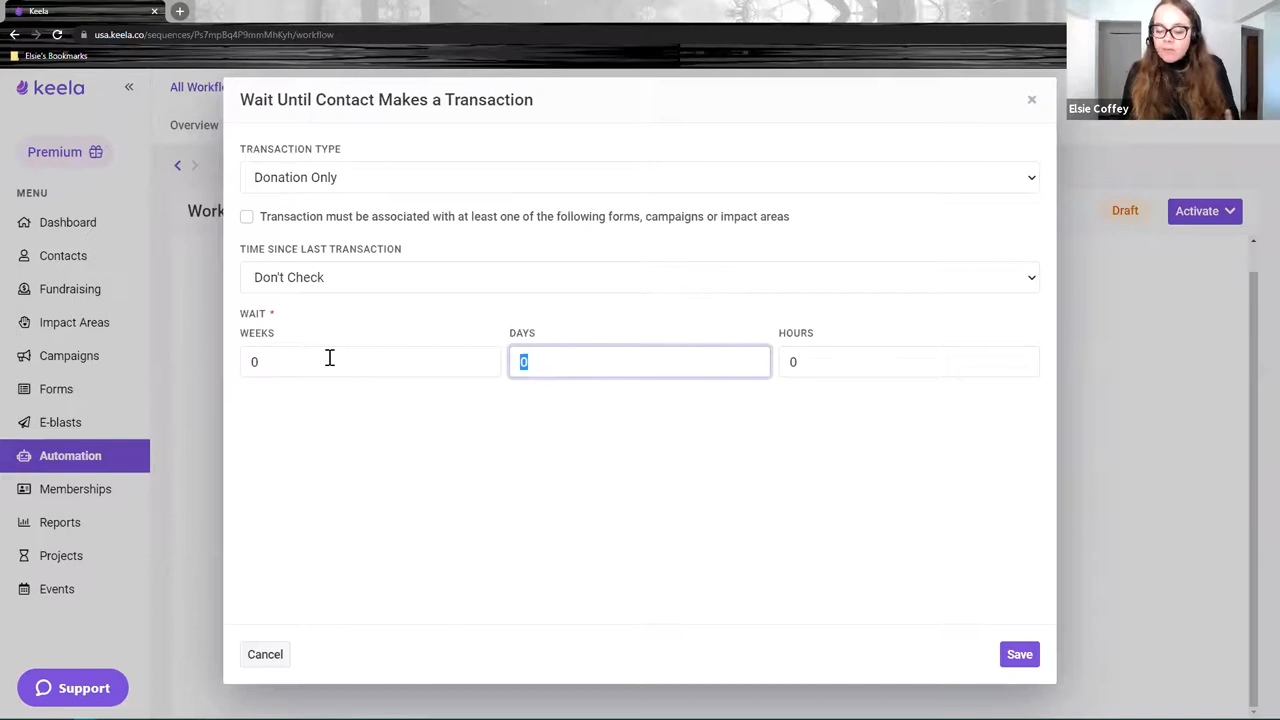 Keela
usa.keela.co/sequences/Ps7mpBq4P9mmMhKyh/workflow
Elsie's Bookmarks
Elsie Coffey
keela
Premium
MENU
Dashboard
Contacts
Fundraising
Impact Areas
Campaigns
Forms
E-blasts
Automation
Memberships
Reports
Projects
Events
Support
All Workfl
Overview
Work
Draft
Activate
Wait Until Contact Makes a Transaction
TRANSACTION TYPE
Donation Only
Transaction must be associated with at least one of the following forms, campaigns or impact areas
TIME SINCE LAST TRANSACTION
Don't Check
WAIT *
WEEKS DAYS HOURS
0 0 0
Cancel Save